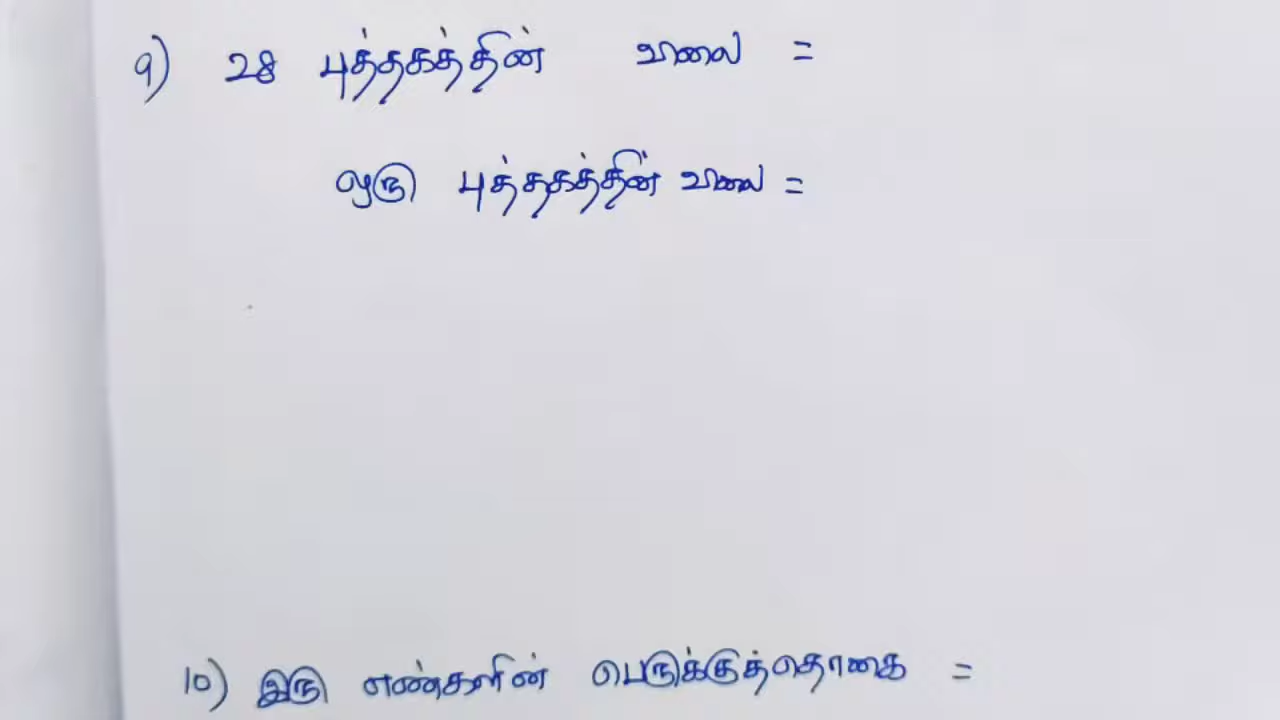 9) 28 புத்தகத்தின் விலை =
ஒரு புத்தகத்தின் விலை =
10) இரு எண்களின் பெருக்குத்தொகை =